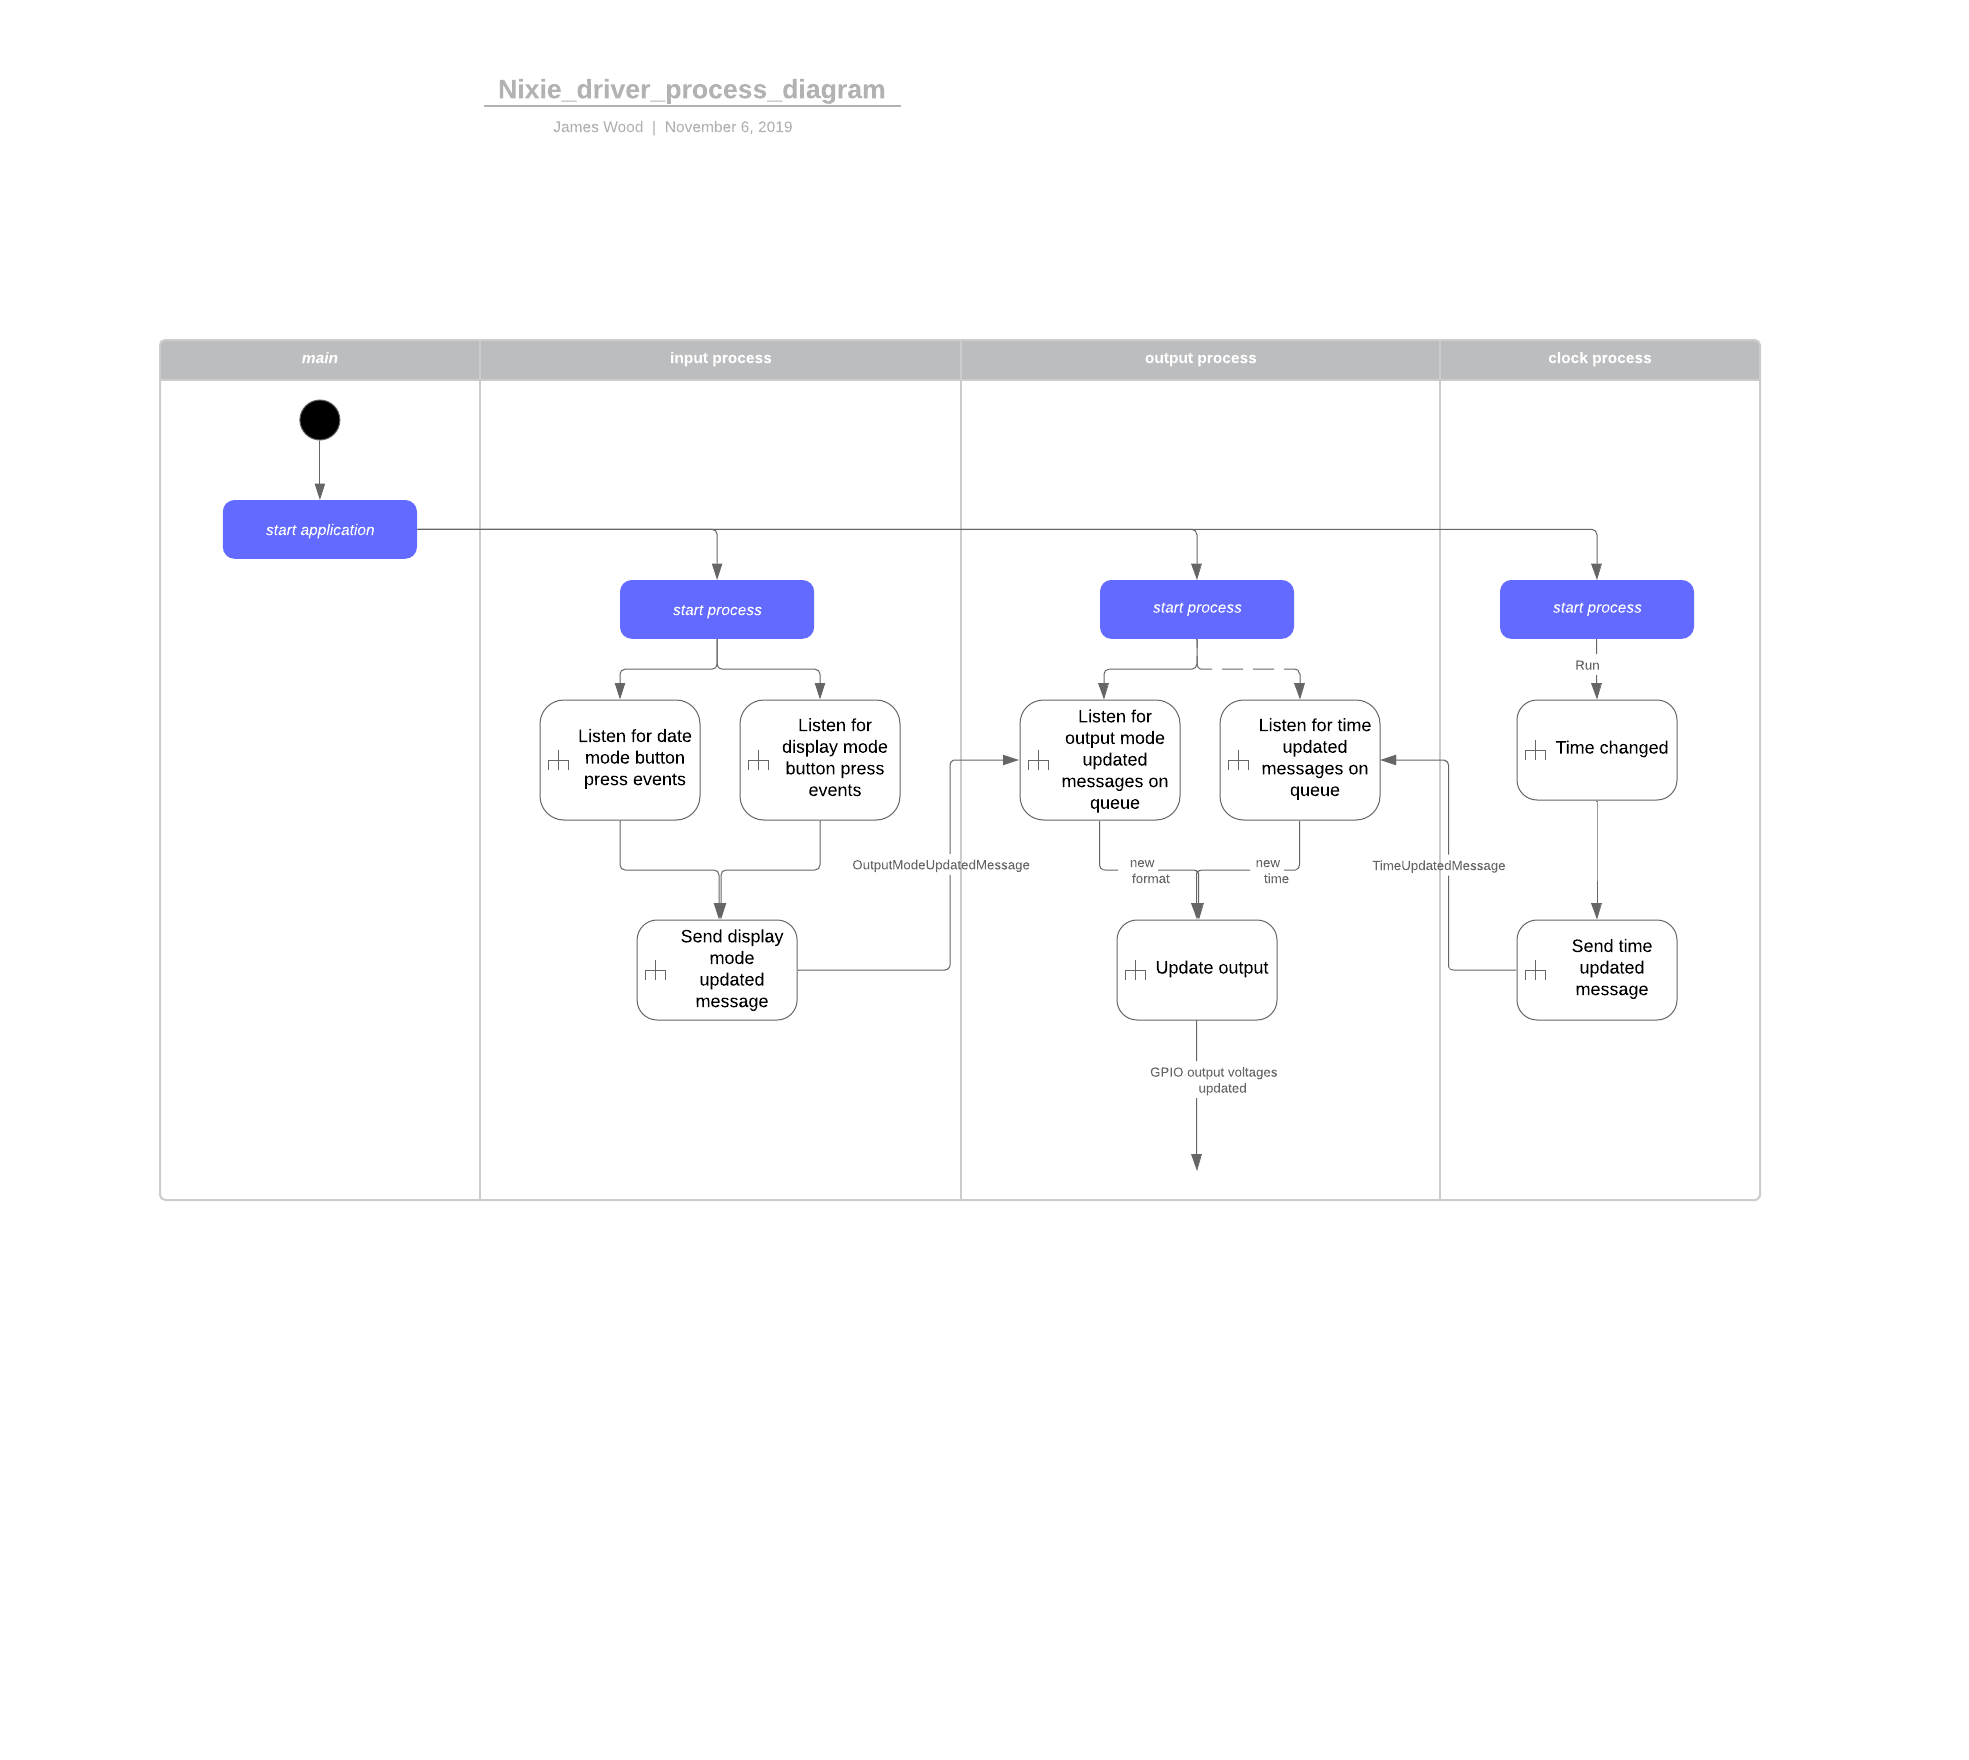 Nixie_driver_process_diagram
James Wood | November 6, 2019
main
input process
output process
clock process
start application
start process
start process
start process
Run
Listen for date
mode button
press events
Listen for
display mode
button press
events
Listen for
output mode
updated
messages on
queue
Listen for time
updated
messages on
queue
Time changed
OutputModeUpdatedMessage
new
format
new
time
TimeUpdatedMessage
Send display
mode
updated
message
Update output
Send time
updated
message
GPIO output voltages
updated